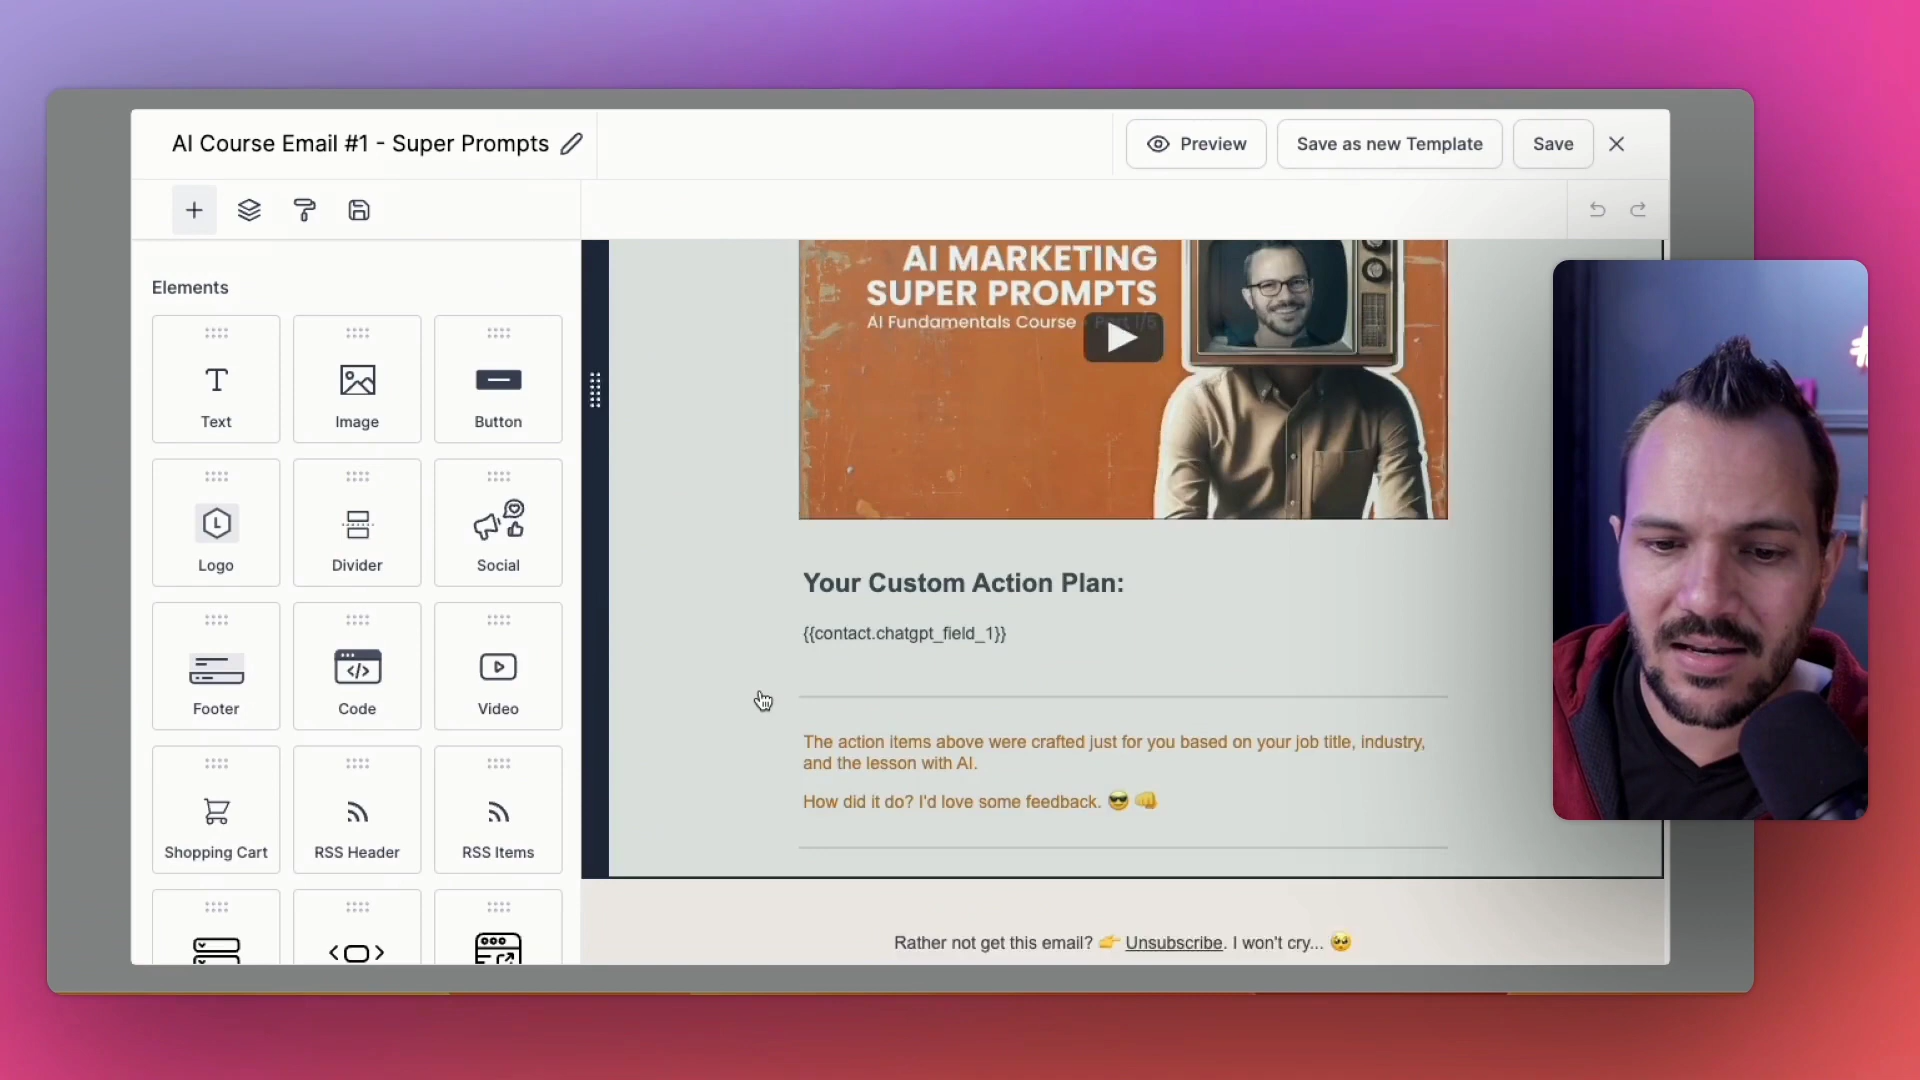 AI Course Email #1 - Super Prompts
Preview
Save as new Template
Save
Elements
Text
Image
Button
Logo
Divider
Social
Footer
Code
Video
Shopping Cart
RSS Header
RSS Items
AI MARKETING
SUPER PROMPTS
AI Fundamentals Course Part 1/5
Your Custom Action Plan:
{{contact.chatgpt_field_1}}
The action items above were crafted just for you based on your job title, industry,
and the lesson with AI.
How did it do? I'd love some feedback. 😎 👊
Rather not get this email? 👉 Unsubscribe. I won't cry... 🥺